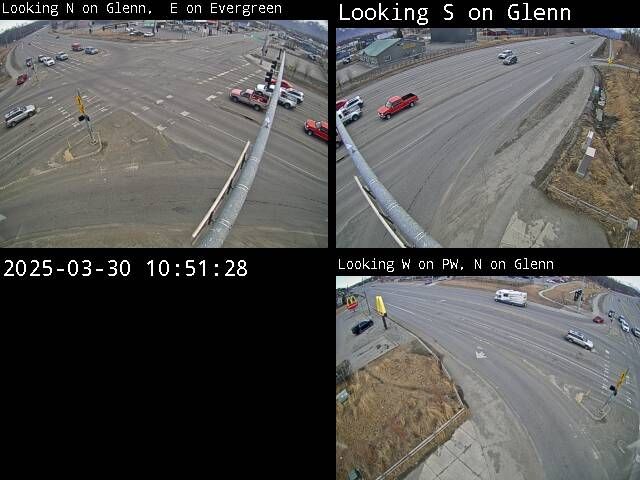 Looking N on Glenn,  E on Evergreen
Looking S on Glenn
2025-03-30 10:51:28
Looking W on PW, N on Glenn